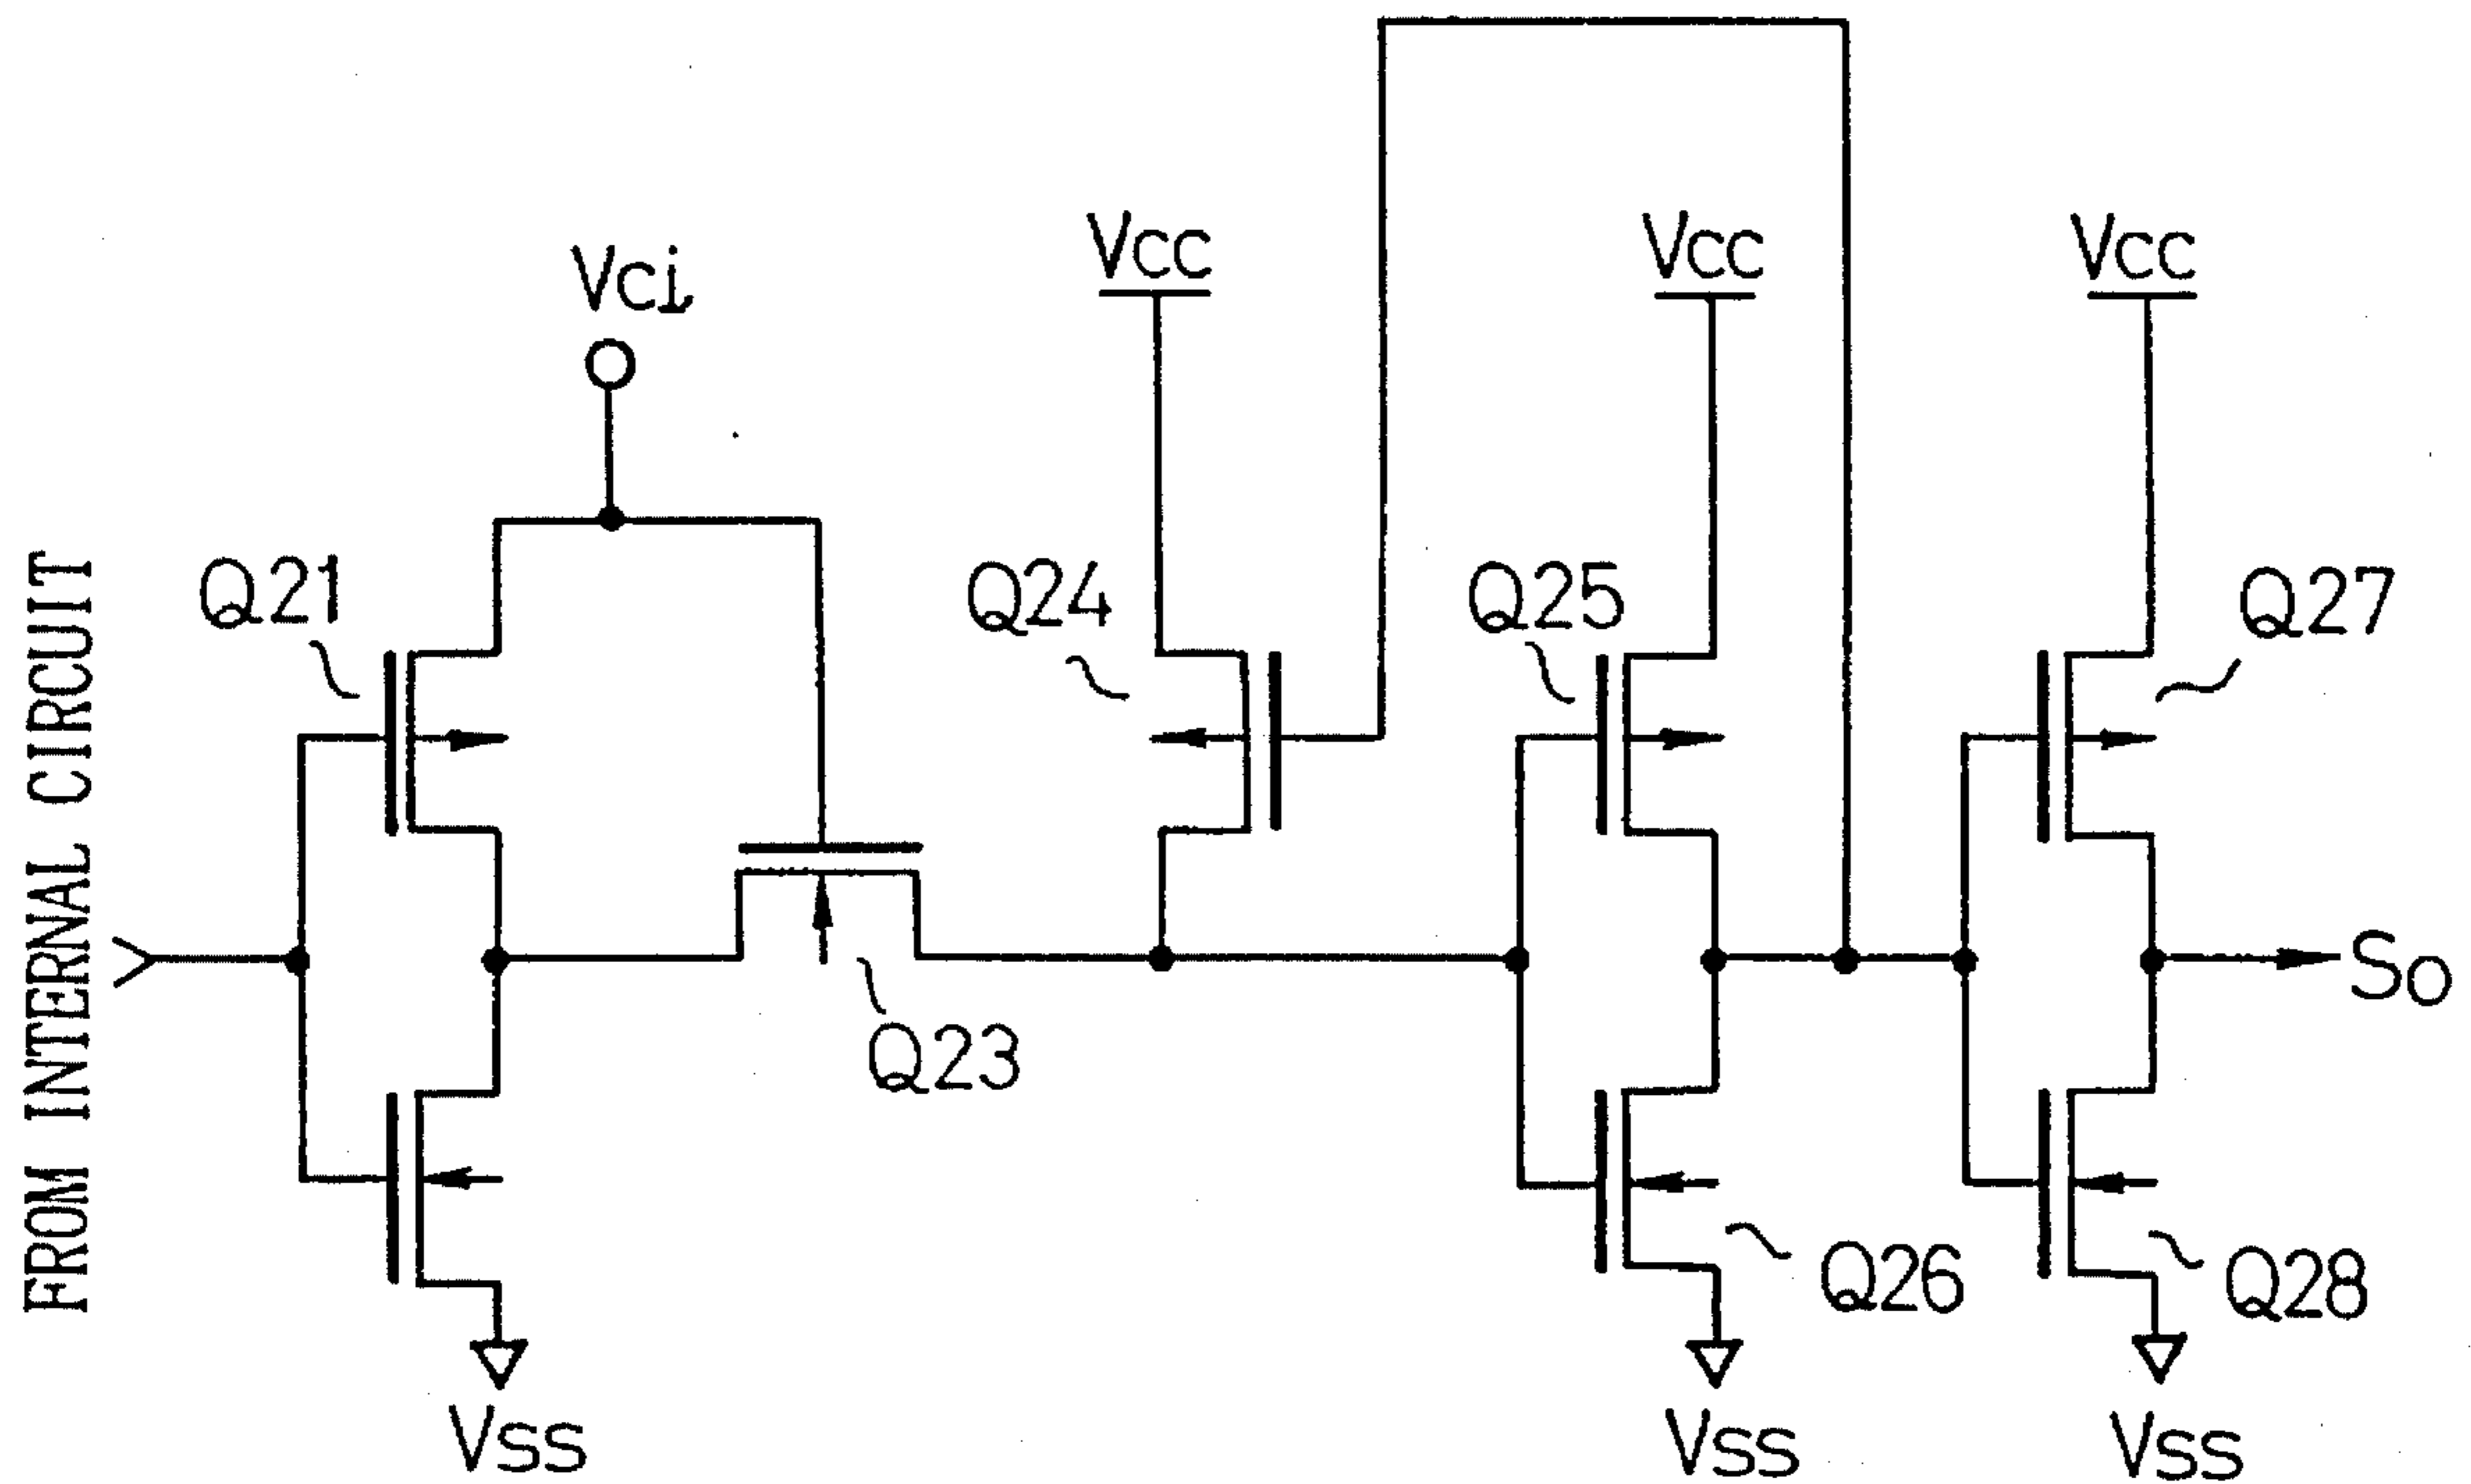 FROM INTERNAL CIRCUIT
Vci
Vcc
Vcc
Vcc
Q21
Q24
Q25
Q27
Q23
So
Q26
Q28
Vss
Vss
Vss